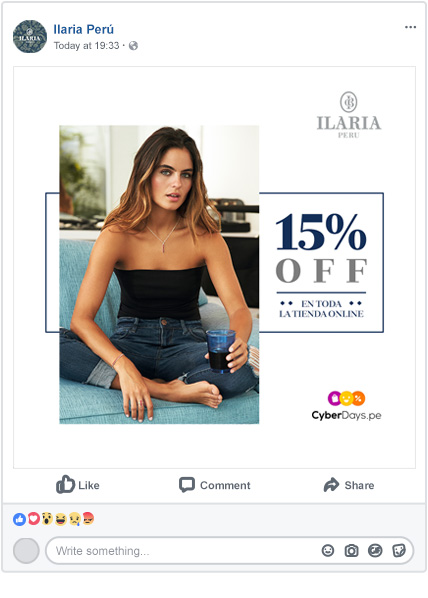 Ilaria Perú
Today at 19:33
ILARIA
ILARIA
PERU
15%
OFF
EN TODA
LA TIENDA ONLINE
CyberDays.pe
Like
Comment
Share
Write something...